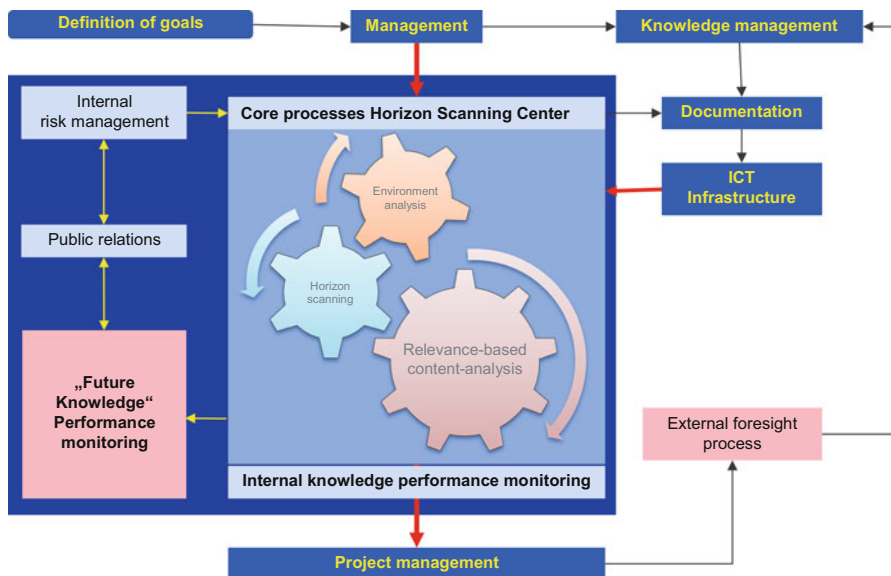 Definition of goals
Management
Knowledge management
Internal
risk management
Core processes Horizon Scanning Center
Documentation
Environment
analysis
ICT
Infrastructure
Public relations
Horizon
scanning
Relevance-based
content-analysis
„Future
Knowledge“
Performance
monitoring
External foresight
process
Internal knowledge performance monitoring
Project management